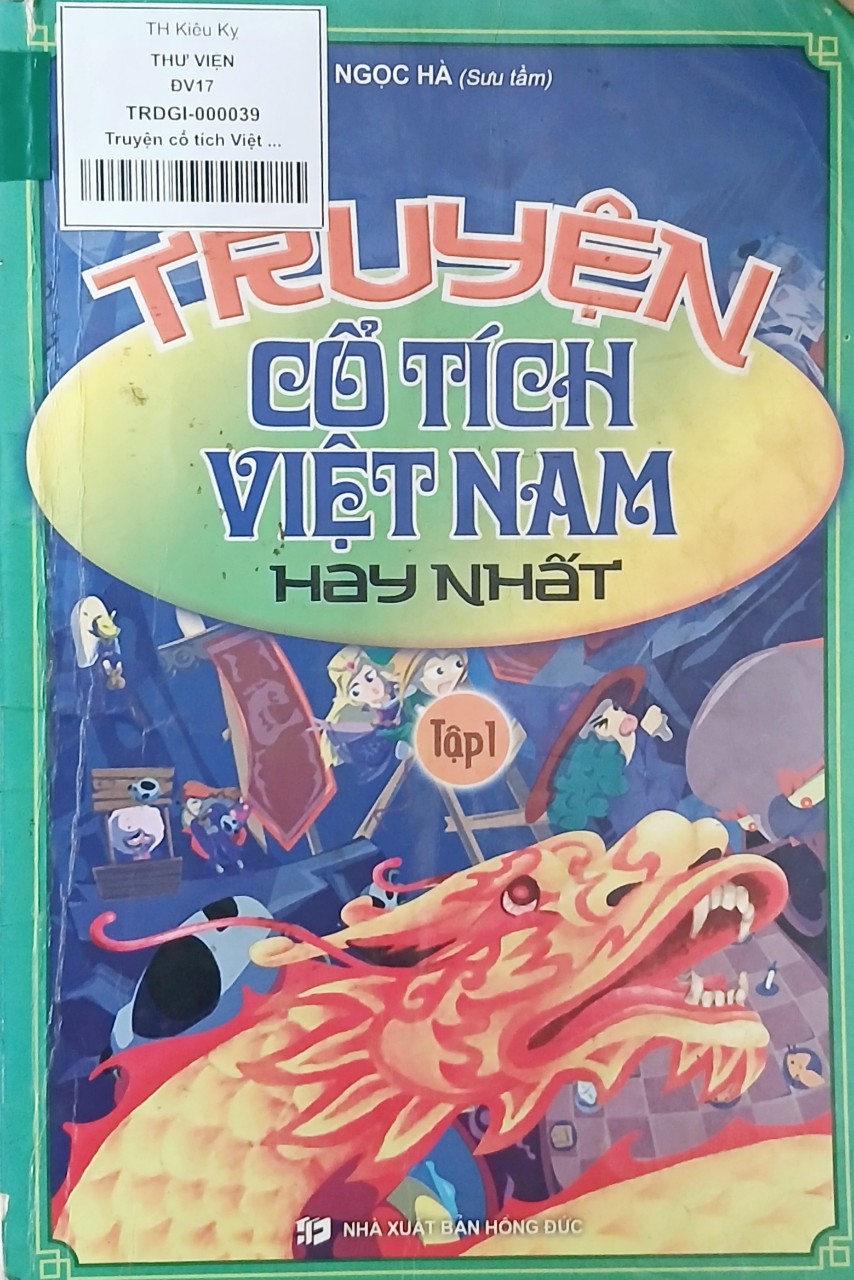 TH Kiêu Kỵ
THƯ VIỆN
ĐV17
TRDGI-000039
Truyện cổ tích Việt ...
NGỌC HÀ (Sưu tầm)
TRUYỆN
CỔ TÍCH
VIỆT NAM
HAY NHẤT
Tập 1
NHÀ XUẤT BẢN HỒNG ĐỨC